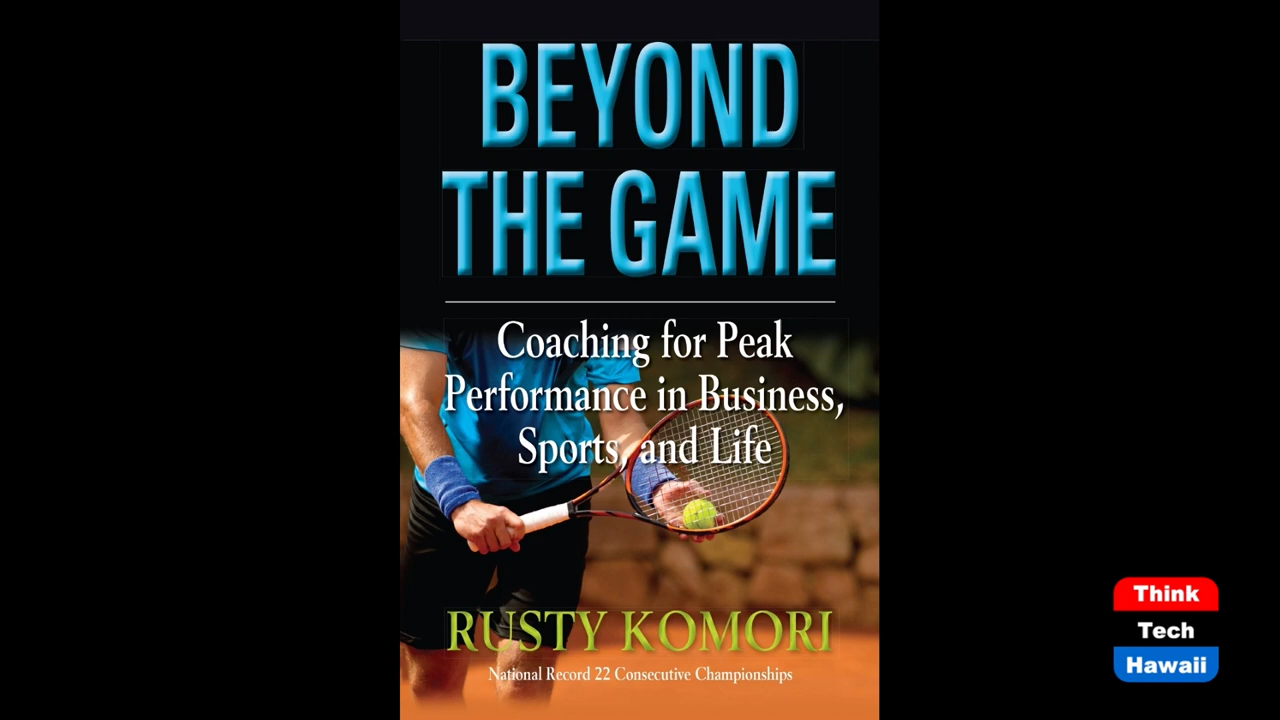 BEYOND
THE GAME
Coaching for Peak
Performance in Business,
Sports, and Life
RUSTY KOMORI
National Record 22 Consecutive Championships
Think
Tech
Hawaii